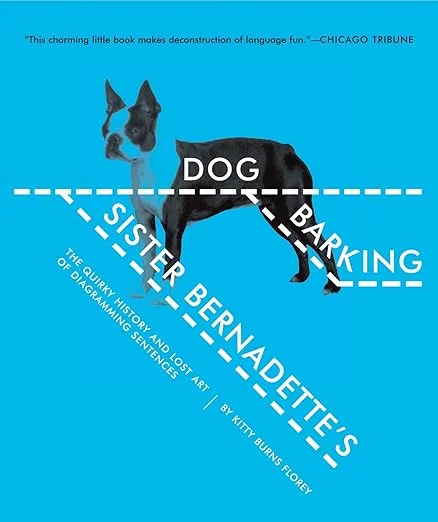 "This charming little book makes deconstruction of language fun."—CHICAGO TRIBUNE
SISTER BERNADETTE'S
BARKING
DOG
THE QUIRKY HISTORY AND LOST ART
OF DIAGRAMMING SENTENCES
BY KITTY BURNS FLOREY